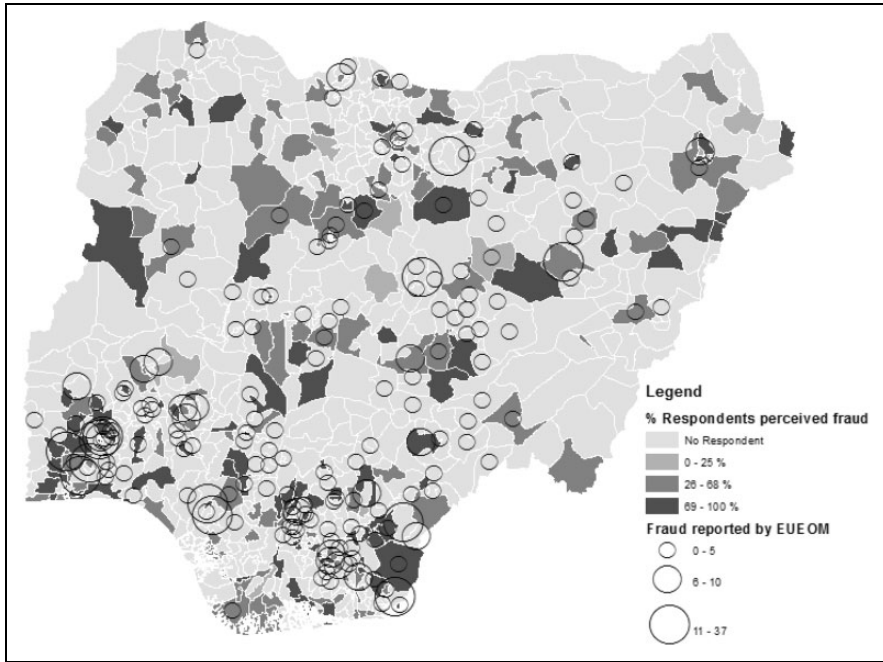 Legend
% Respondents perceived fraud
No Respondent
0 - 25 %
26 - 68 %
69 - 100 %
Fraud reported by EUEOM
0 - 5
6 - 10
11 - 37